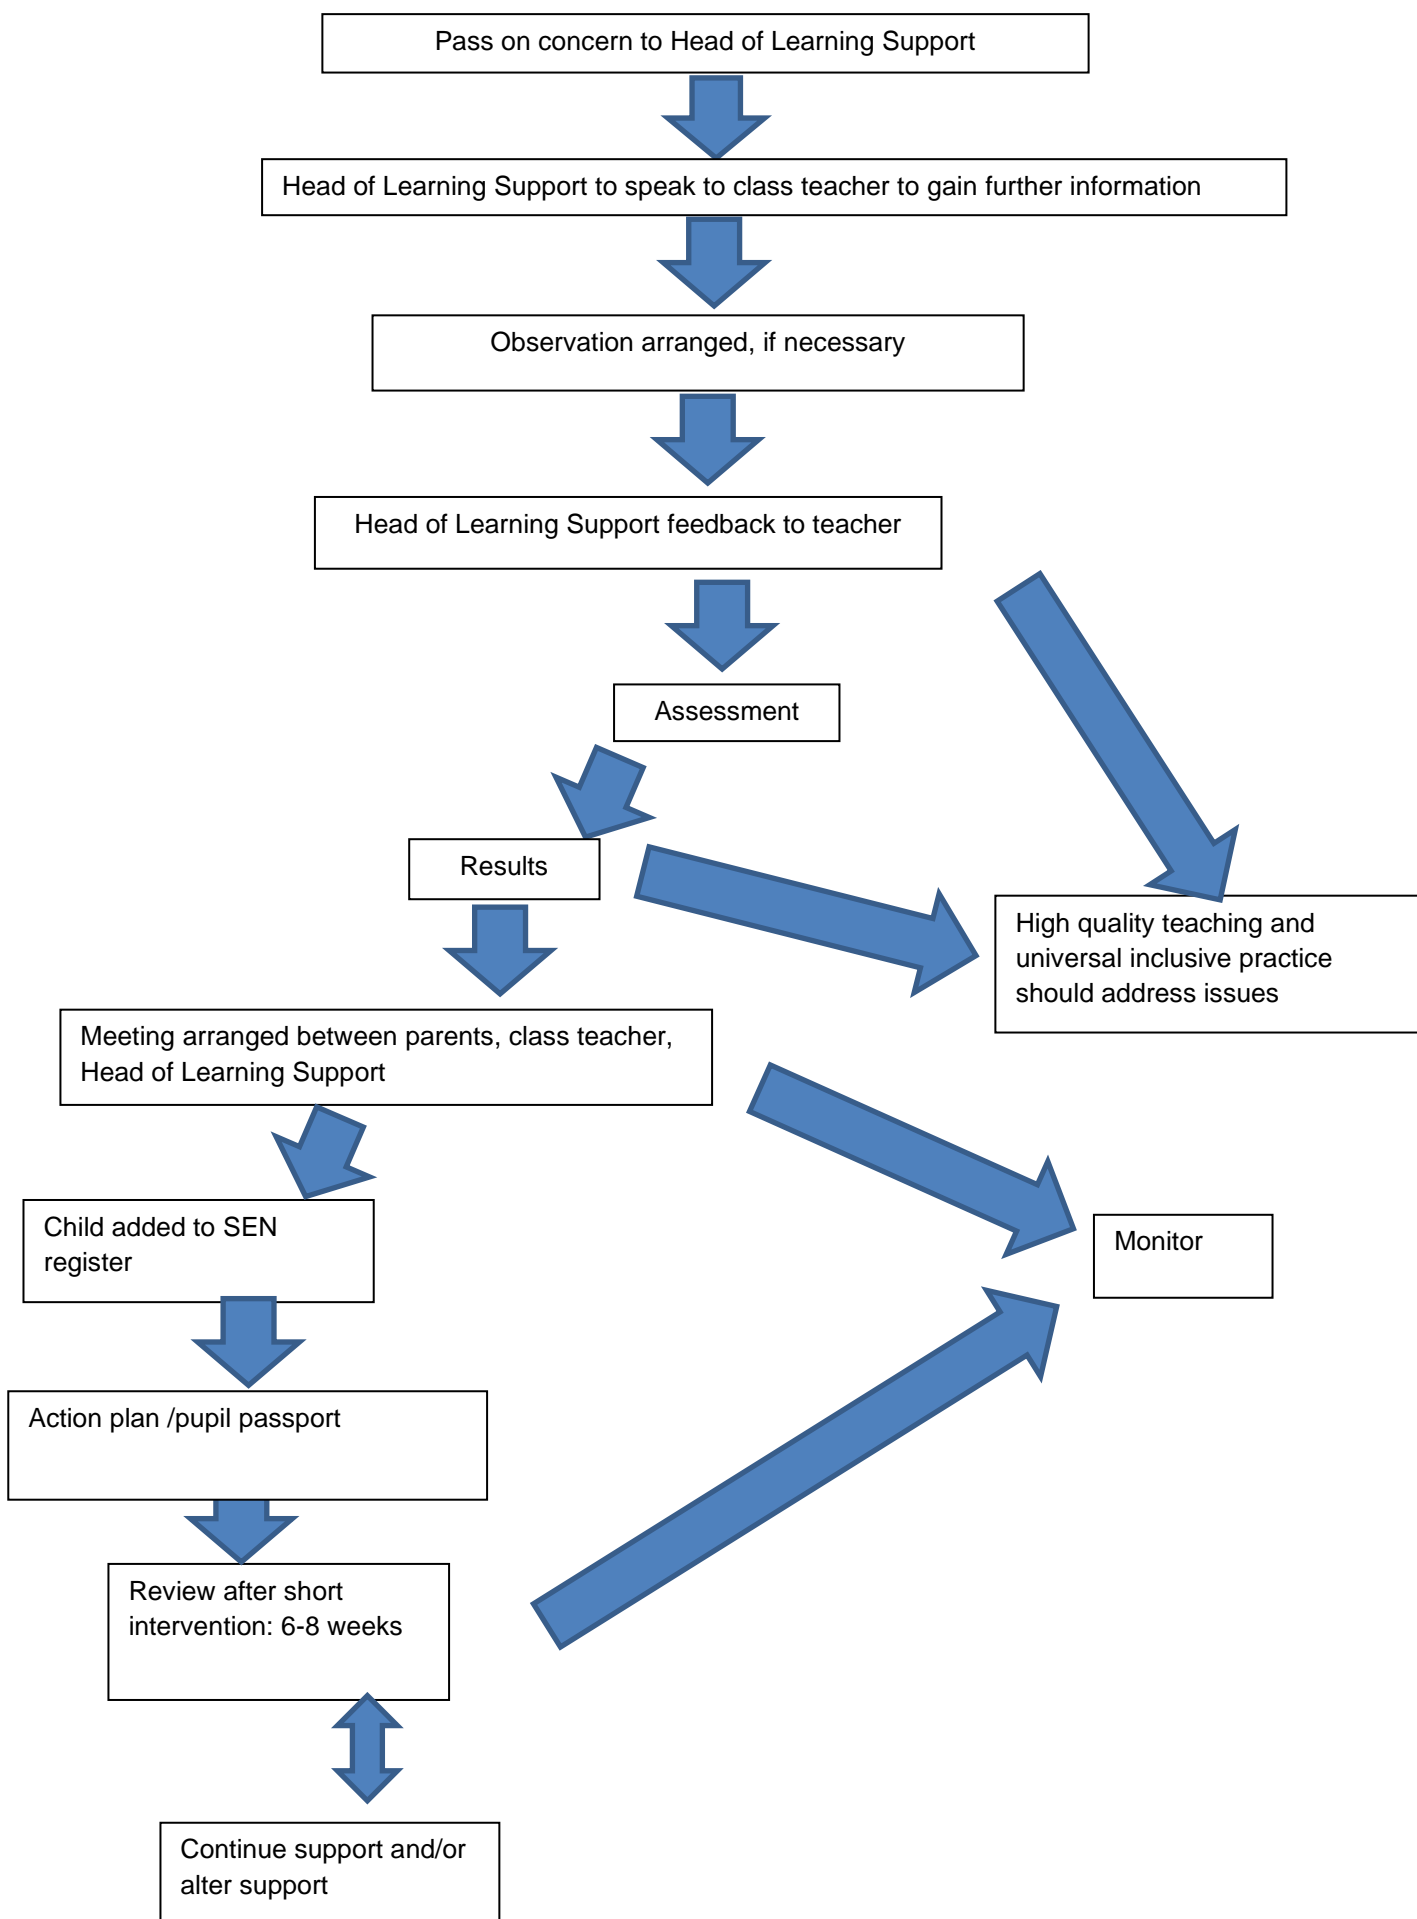 Pass on concern to Head of Learning Support
Head of Learning Support to speak to class teacher to gain further information
Observation arranged, if necessary
Head of Learning Support feedback to teacher
Assessment
Results
High quality teaching and
universal inclusive practice
should address issues
Meeting arranged between parents, class teacher,
Head of Learning Support
Child added to SEN
register
Monitor
Action plan /pupil passport
Review after short
intervention: 6-8 weeks
Continue support and/or
alter support